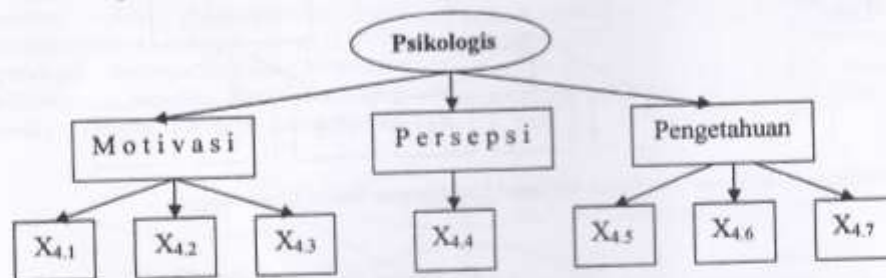 Psikologis
Motivasi Persepsi Pengetahuan
X4.1 X4.2 X4.3 X4.4 X4.5 X4.6 X4.7